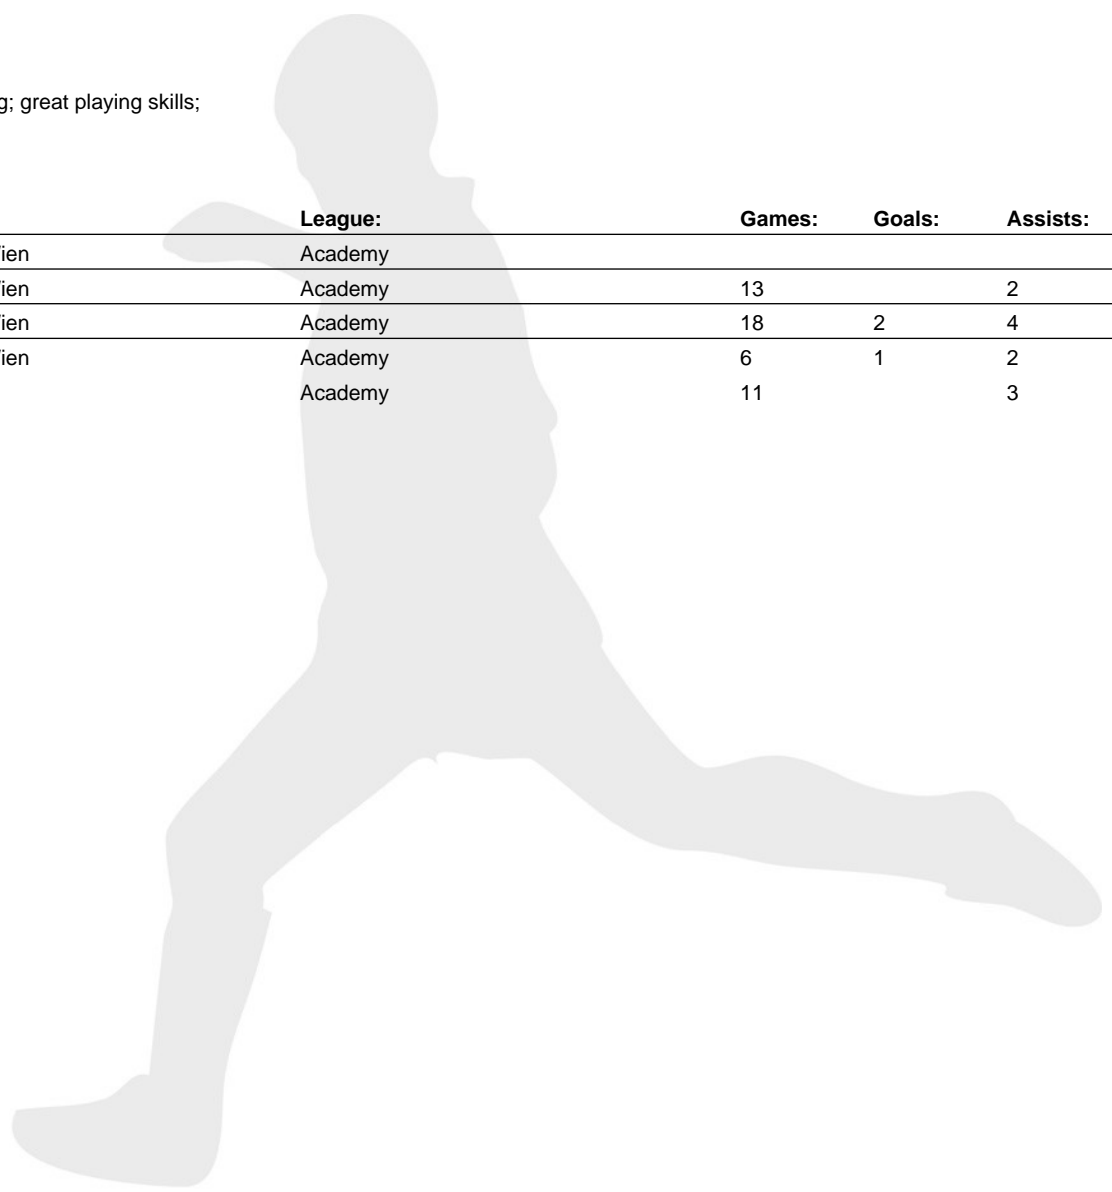 g; great playing skills;
League: Games: Goals: Assists:
ien Academy
ien Academy 13 2
ien Academy 18 2 4
ien Academy 6 1 2
Academy 11 3